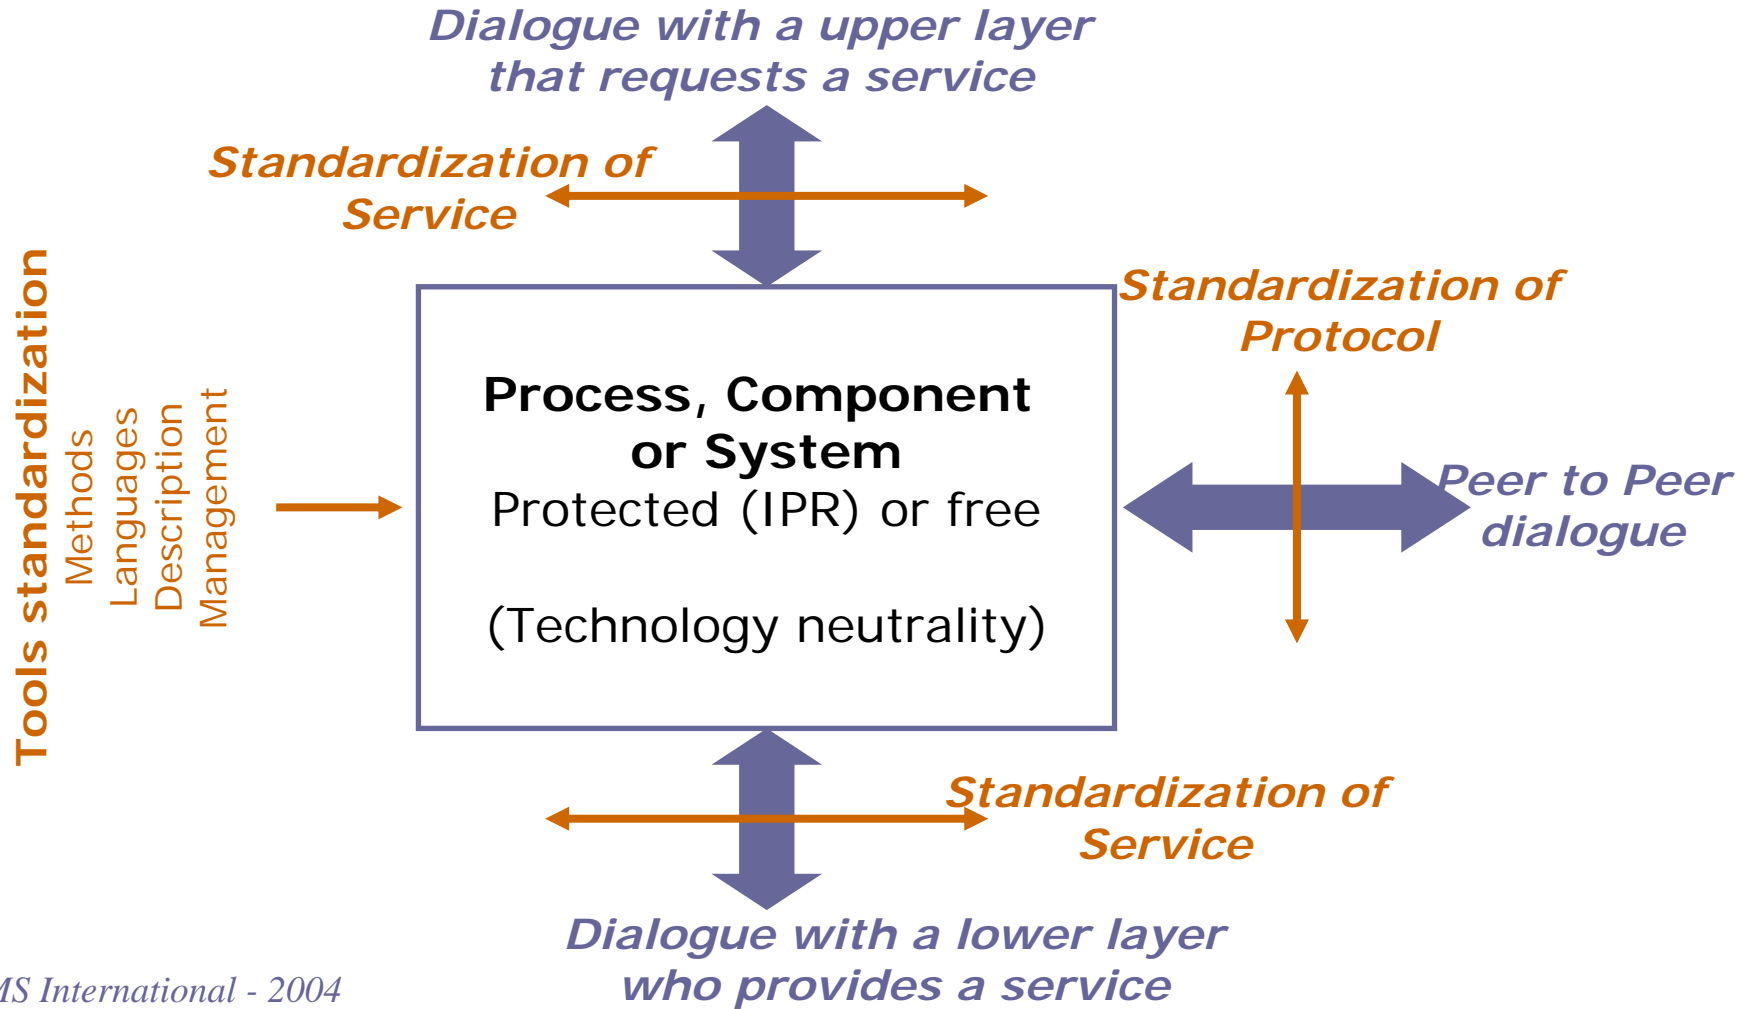 Dialogue with a upper layer
that requests a service
Standardization of
Service
Standardization of
Protocol
Tools standardization
Methods
Languages
Description
Management
Process, Component
or System
Protected (IPR) or free
(Technology neutrality)
Peer to Peer
dialogue
Standardization of
Service
Dialogue with a lower layer
who provides a service
International - 2004